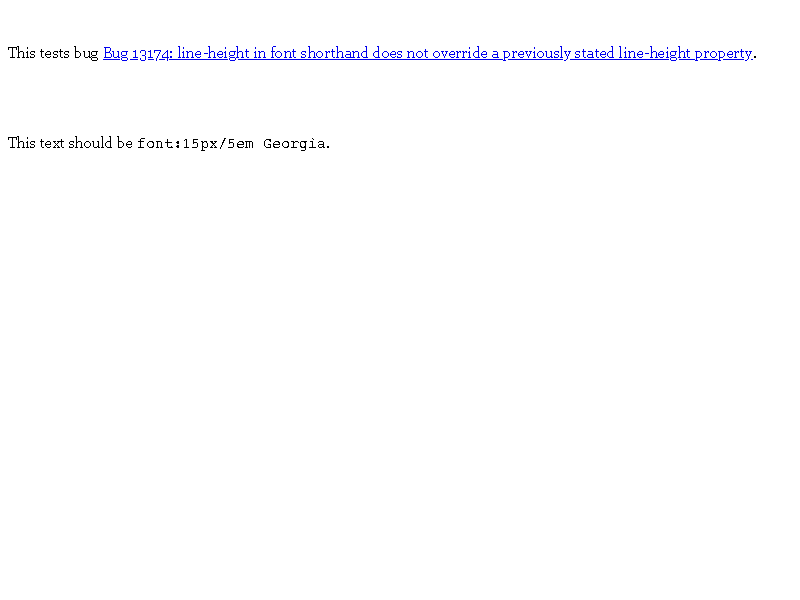 This tests bug Bug 13174: line-height in font shorthand does not override a previously stated line-height property.
This text should be font:15px/5em Georgia.